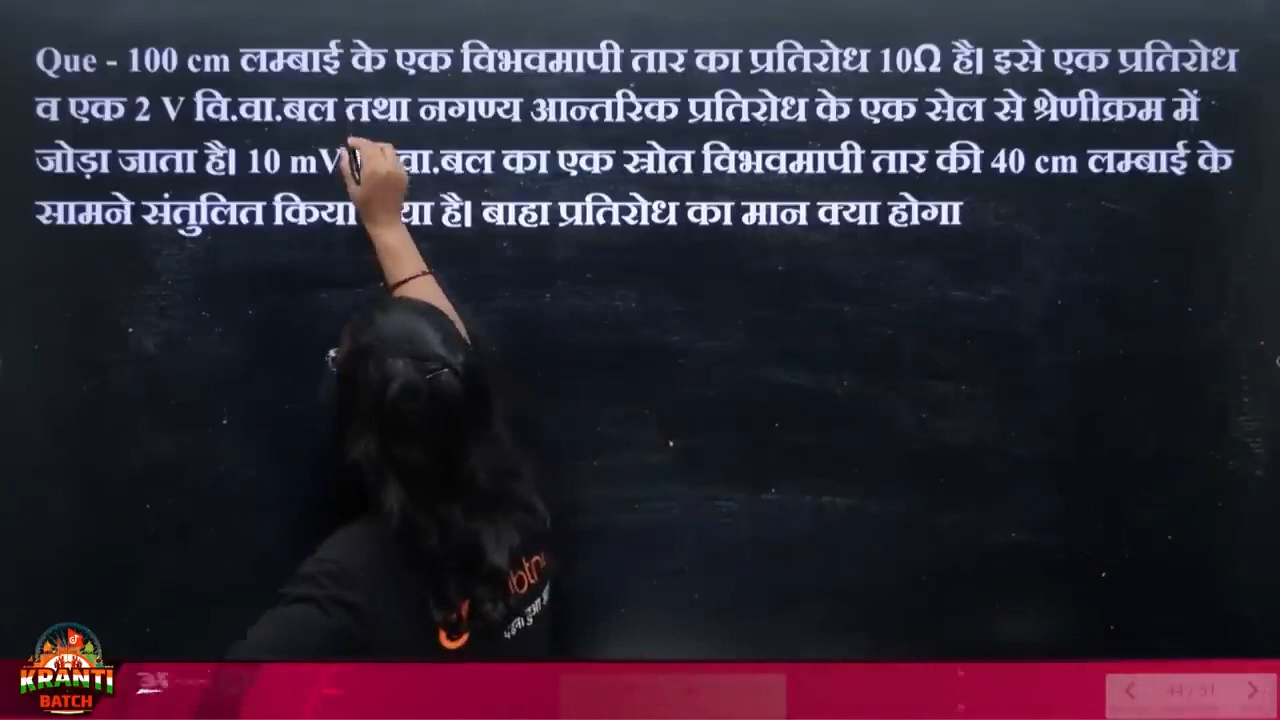 Que - 100 cm लम्बाई के एक विभवमापी तार का प्रतिरोध 10Ω है। इसे एक प्रतिरोध
व एक 2 V वि.वा.बल तथा नगण्य आन्तरिक प्रतिरोध के एक सेल से श्रेणीक्रम में
जोड़ा जाता है। 10 mV वा.बल का एक स्रोत विभवमापी तार की 40 cm लम्बाई के
सामने संतुलित किया है। बाहा प्रतिरोध का मान क्या होगा
KRANTI
BATCH